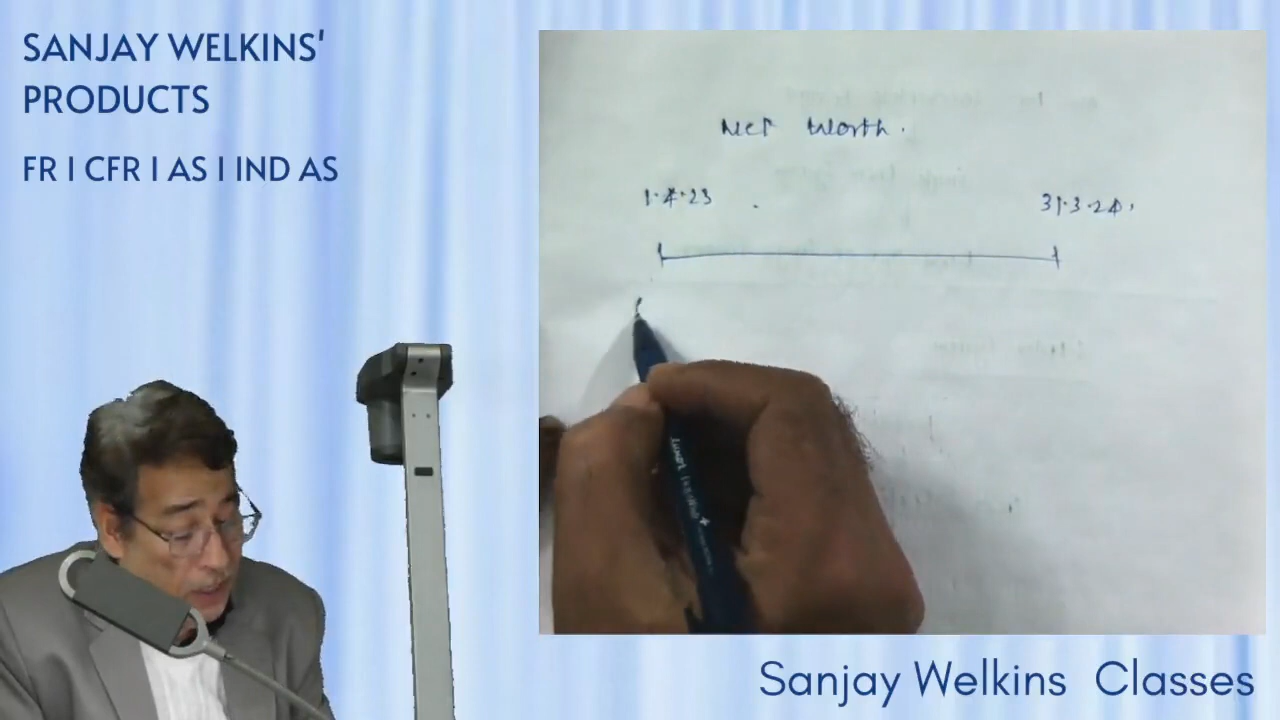 SANJAY WELKINS'
PRODUCTS
FR I CFR I AS I IND AS
Net Worth.
1.4.23
31.3.24.
Sanjay Welkins Classes